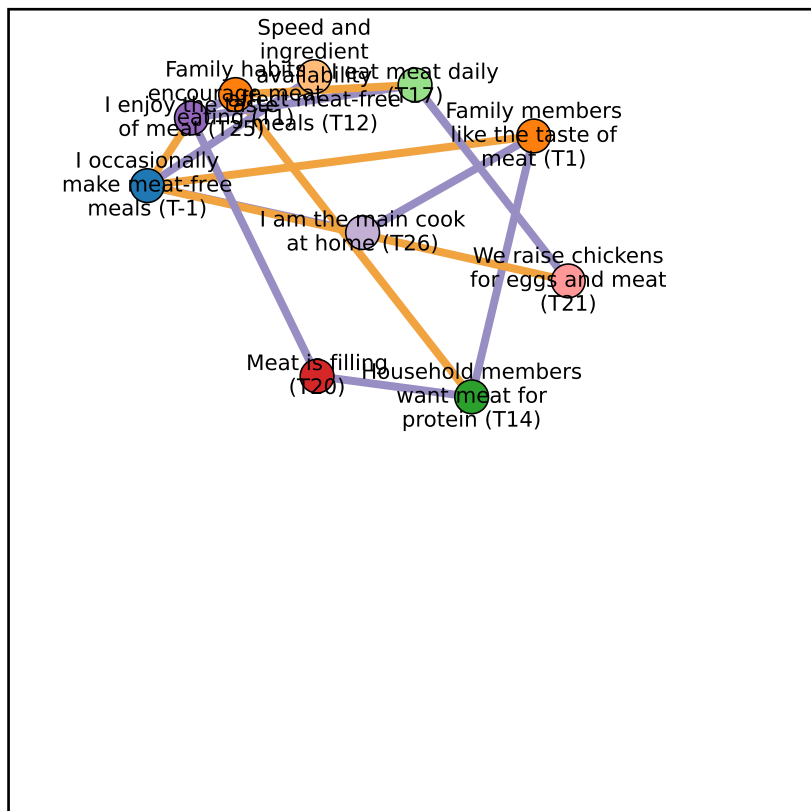 Speed and
ingredient
availability
affect meat-free
meals (T12)
Family habits
encourage meat
eating (T1)
I eat meat daily
(T17)
I enjoy the taste
of meat (T25)
Family members
like the taste of
meat (T1)
I occasionally
make meat-free
meals (T-1)
I am the main cook
at home (T26)
We raise chickens
for eggs and meat
(T21)
Meat is filling
(T20)
Household members
want meat for
protein (T14)